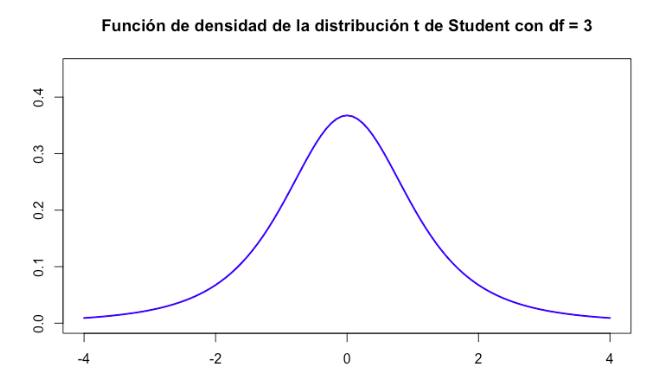 Función de densidad de la distribución t de Student con df = 3
0.4
0.3
0.2
0.1
0.0
-4 -2 0 2 4